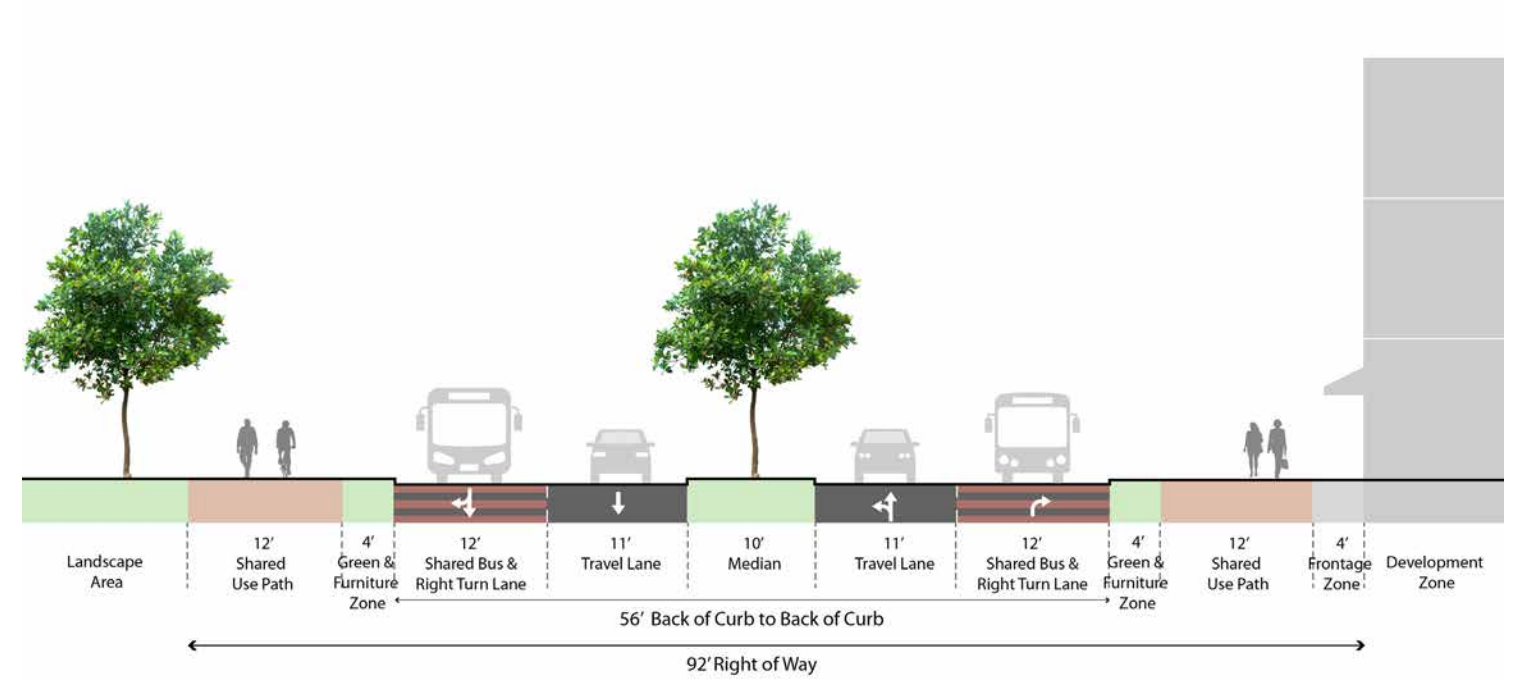 Landscape
Area
12’
Shared
Use Path
4’
Green &
Furniture
Zone
12’
Shared Bus &
Right Turn Lane
11’
Travel Lane
10’
Median
11’
Travel Lane
12’
Shared Bus &
Right Turn Lane
4’
Green &
Furniture
Zone
12’
Shared
Use Path
4’
Frontage
Zone
Development
Zone
56’ Back of Curb to Back of Curb
92’ Right of Way